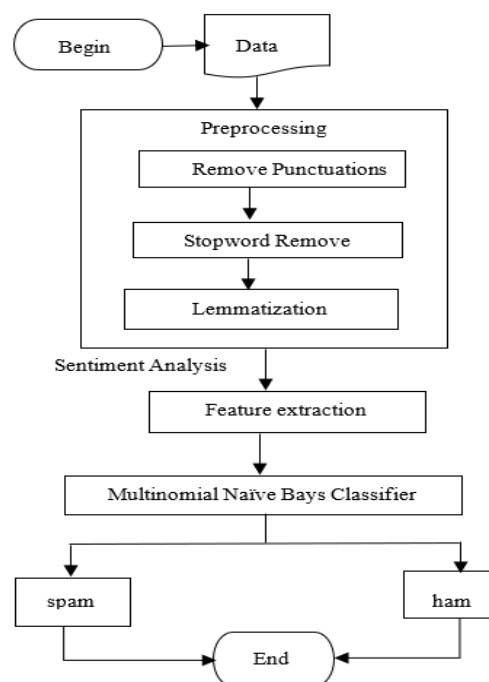 Begin
Data
Preprocessing
Remove Punctuations
Stopword Remove
Lemmatization
Sentiment Analysis
Feature extraction
Multinomial Naïve Bays Classifier
spam
ham
End